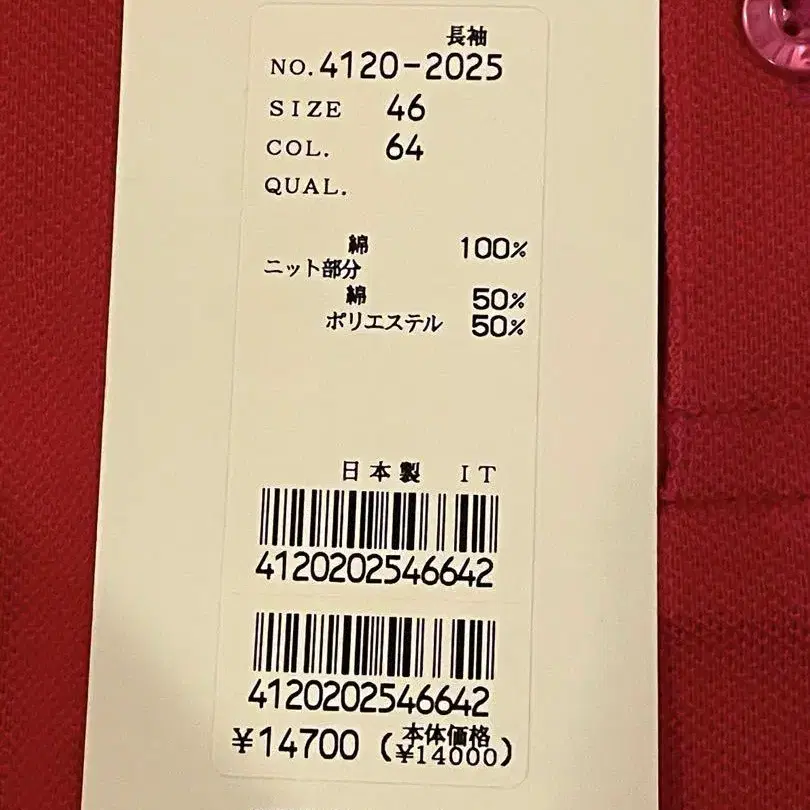 長袖
NO.4120-2025
SIZE 46
COL. 64
QUAL.
綿 100%
ニット部分
綿 50%
ポリエステル 50%
日本製 IT
4120202546642
4120202546642
¥14700 (本体価格 ¥14000)